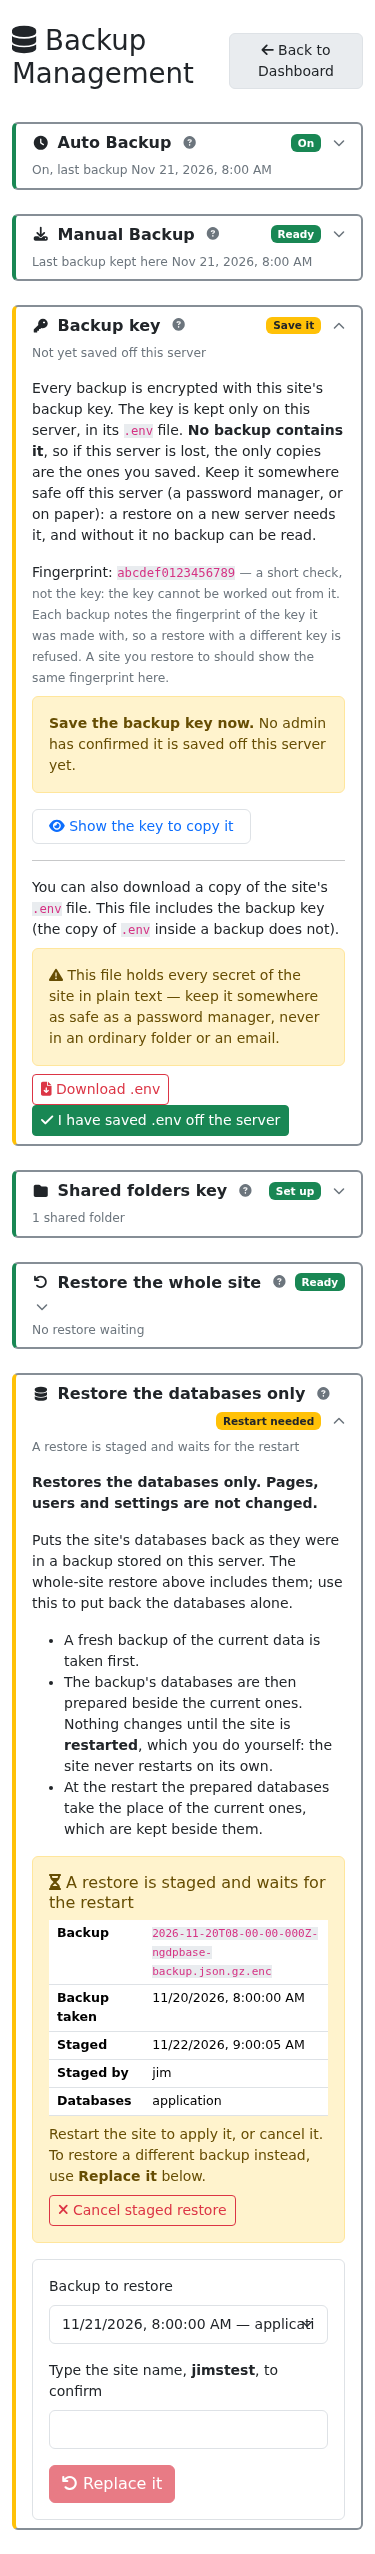 Backup Management
Back to Dashboard
Auto Backup
On
On, last backup Nov 21, 2026, 8:00 AM
Manual Backup
Ready
Last backup kept here Nov 21, 2026, 8:00 AM
Backup key
Save it
Not yet saved off this server
Every backup is encrypted with this site's
backup key. The key is kept only on this
server, in its .env file. No backup contains
it, so if this server is lost, the only copies
are the ones you saved. Keep it somewhere
safe off this server (a password manager, or
on paper): a restore on a new server needs
it, and without it no backup can be read.
Fingerprint: abcdef0123456789 — a short check,
not the key: the key cannot be worked out from it.
Each backup notes the fingerprint of the key it
was made with, so a restore with a different key is
refused. A site you restore to should show the
same fingerprint here.
Save the backup key now. No admin
has confirmed it is saved off this server
yet.
Show the key to copy it
You can also download a copy of the site's
.env file. This file includes the backup key
(the copy of .env inside a backup does not).
This file holds every secret of the
site in plain text — keep it somewhere
as safe as a password manager, never
in an ordinary folder or an email.
Download .env
I have saved .env off the server
Shared folders key
Set up
1 shared folder
Restore the whole site
Ready
No restore waiting
Restore the databases only
Restart needed
A restore is staged and waits for the restart
Restores the databases only. Pages,
users and settings are not changed.
Puts the site's databases back as they were
in a backup stored on this server. The
whole-site restore above includes them; use
this to put back the databases alone.
• A fresh backup of the current data is
taken first.
• The backup's databases are then
prepared beside the current ones.
Nothing changes until the site is
restarted, which you do yourself: the
site never restarts on its own.
• At the restart the prepared databases
take the place of the current ones,
which are kept beside them.
A restore is staged and waits for
the restart
Backup 2026-11-20T08-00-00-000Z-
ngdpbase-
backup.json.gz.enc
Backup taken 11/20/2026, 8:00:00 AM
Staged 11/22/2026, 9:00:05 AM
Staged by jim
Databases application
Restart the site to apply it, or cancel it.
To restore a different backup instead,
use Replace it below.
Cancel staged restore
Backup to restore
11/21/2026, 8:00:00 AM — applicati
Type the site name, jimstest, to
confirm
Replace it